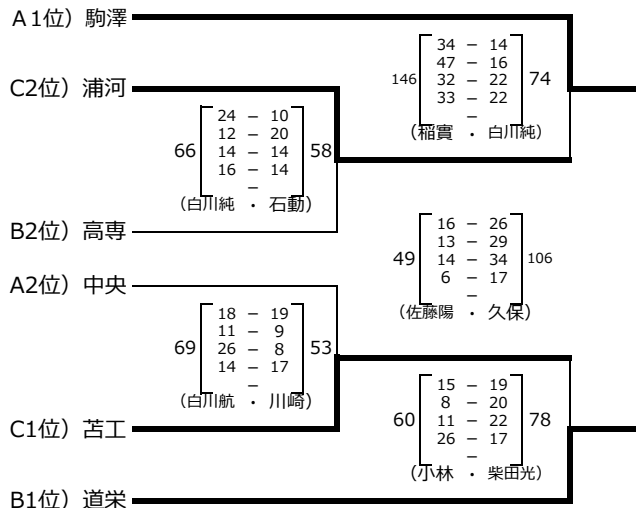 A1位）駒澤
34 － 14
47 － 16
146 32 － 22 74
33 － 22
－
（稲實 ・ 白川純）
C2位）浦河
24 － 10
12 － 20
66 14 － 14 58
16 － 14
－
（白川純 ・ 石動）
B2位）高専
16 － 26
13 － 29
49 14 － 34 106
6 － 17
－
（佐藤陽 ・ 久保）
A2位）中央
18 － 19
11 － 9
69 26 － 8 53
14 － 17
－
（白川航 ・ 川崎）
C1位）苫工
15 － 19
8 － 20
60 11 － 22 78
26 － 17
－
（小林 ・ 柴田光）
B1位）道栄